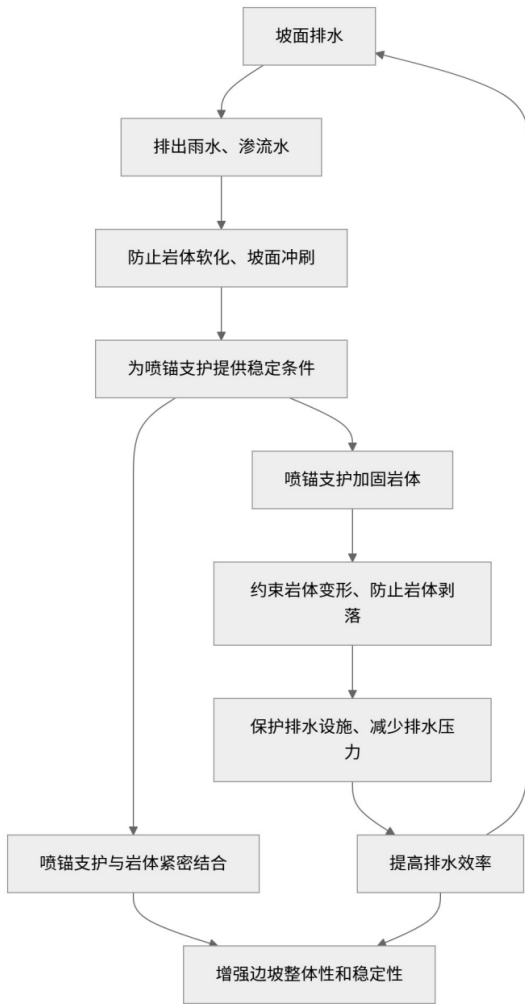 坡面排水
排出雨水、渗流水
防止岩体软化、坡面冲刷
为喷锚支护提供稳定条件
喷锚支护加固岩体
约束岩体变形、防止岩体剥
落
保护排水设施、减少排水压
力
喷锚支护与岩体紧密结合
提高排水效率
增强边坡整体性和稳定性